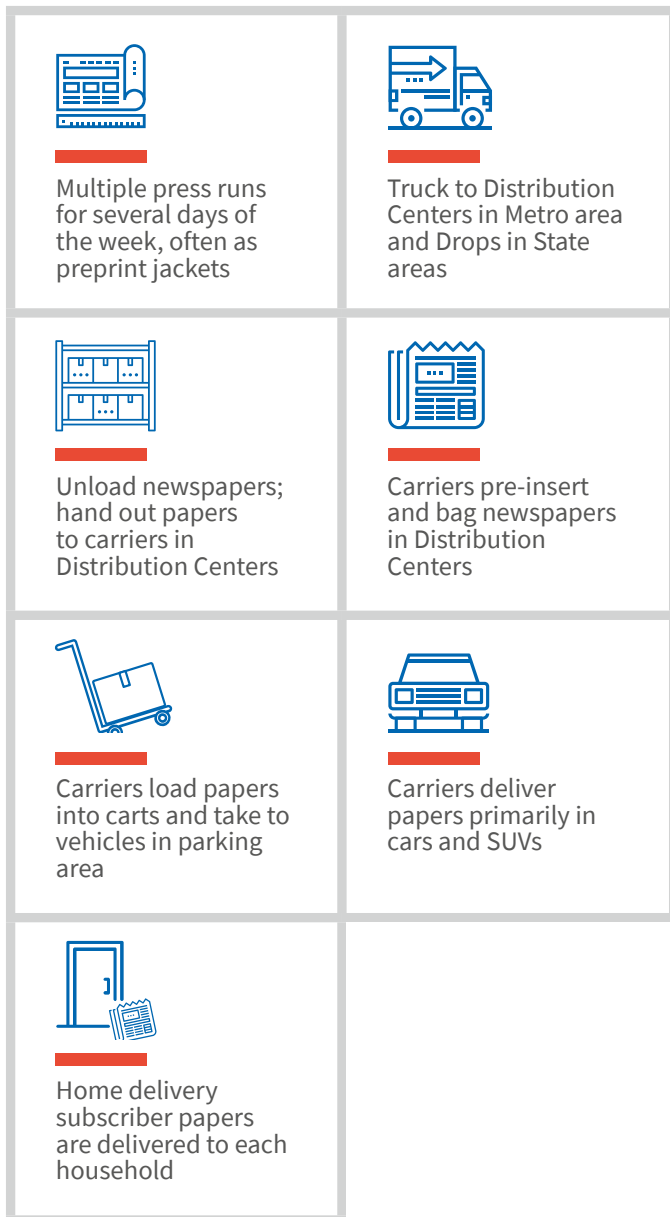 Multiple press runs
for several days of
the week, often as
preprint jackets
Truck to Distribution
Centers in Metro area
and Drops in State
areas
Unload newspapers;
hand out papers
to carriers in
Distribution Centers
Carriers pre-insert
and bag newspapers
in Distribution
Centers
Carriers load papers
into carts and take to
vehicles in parking
area
Carriers deliver
papers primarily in
cars and SUVs
Home delivery
subscriber papers
are delivered to each
household